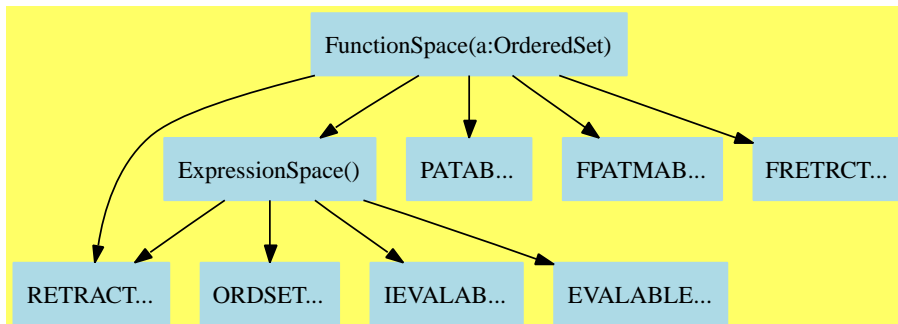 FunctionSpace(a:OrderedSet)
ExpressionSpace()
PATAB...
FPATMAB...
FRETRCT...
RETRACT...
ORDSET...
IEVALAB...
EVALABLE...